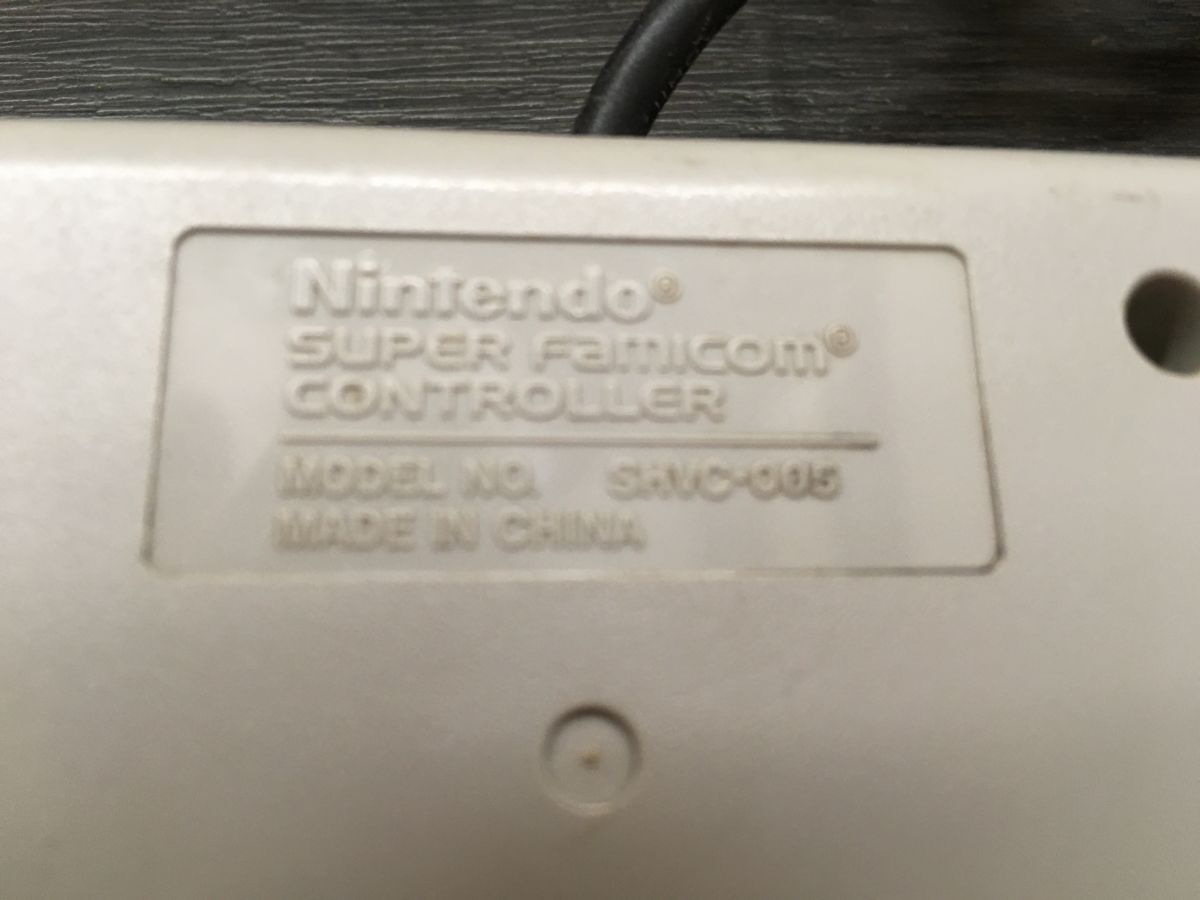 Nintendo®
SUPER Famicom®
CONTROLLER
MODEL NO. SHVC-005
MADE IN CHINA